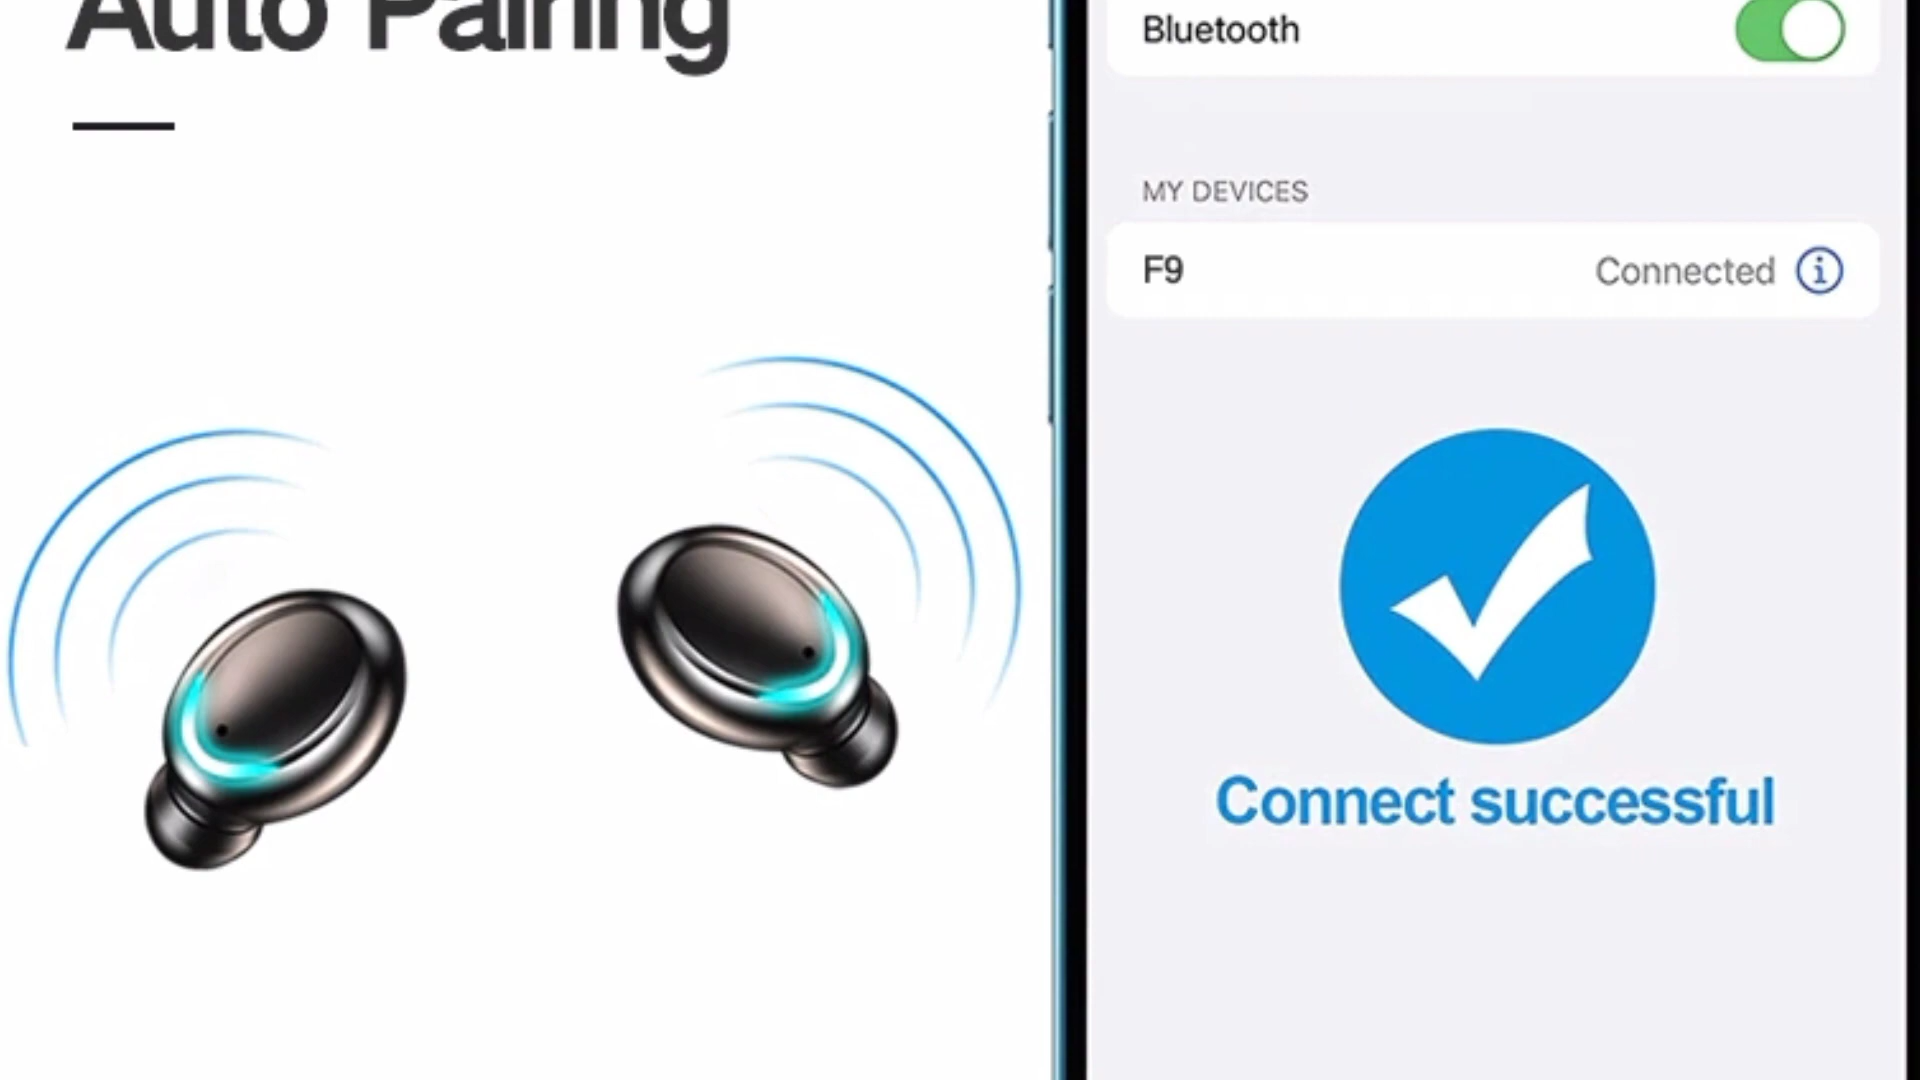 Auto Pairing
Bluetooth
MY DEVICES
F9 Connected
Connect successful